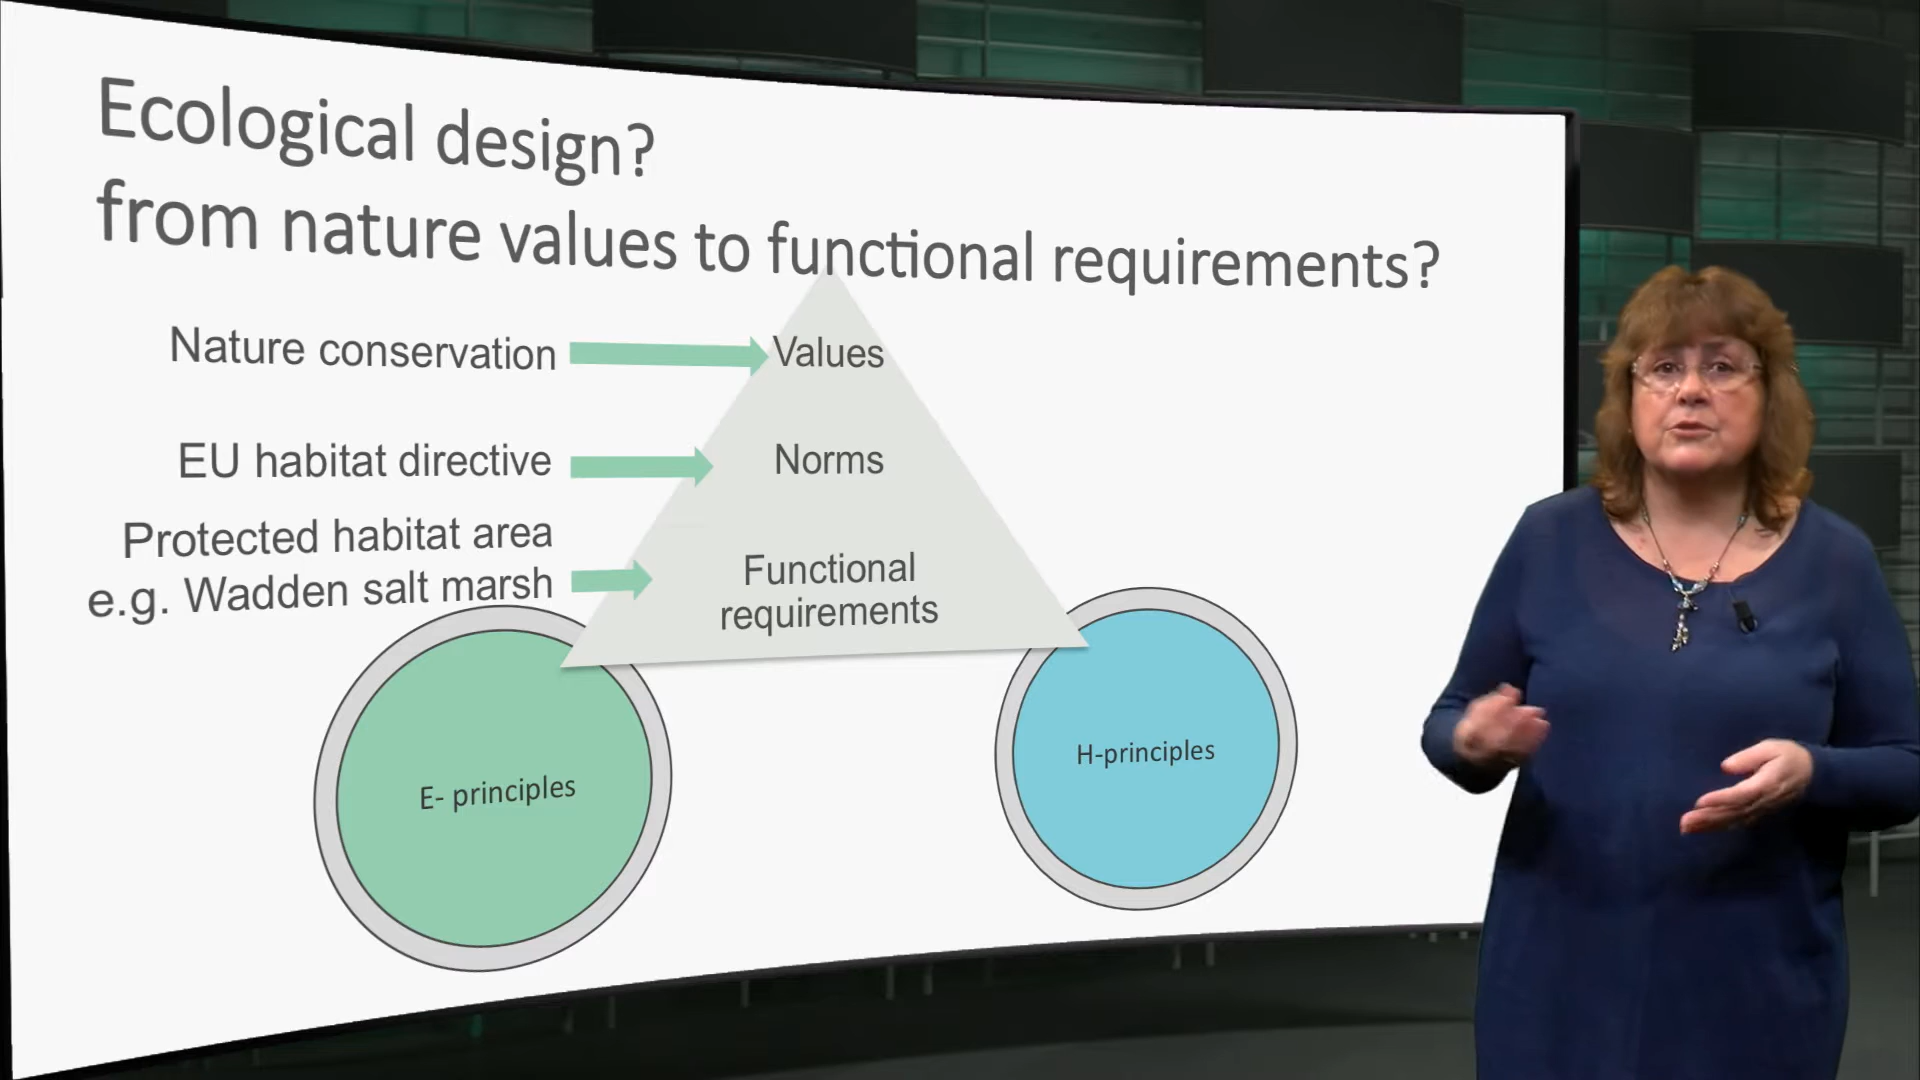 Ecological design?
from nature values to functional requirements?
Nature conservation
Values
EU habitat directive
Norms
Protected habitat area
e.g. Wadden salt marsh
Functional
requirements
E- principles
H-principles